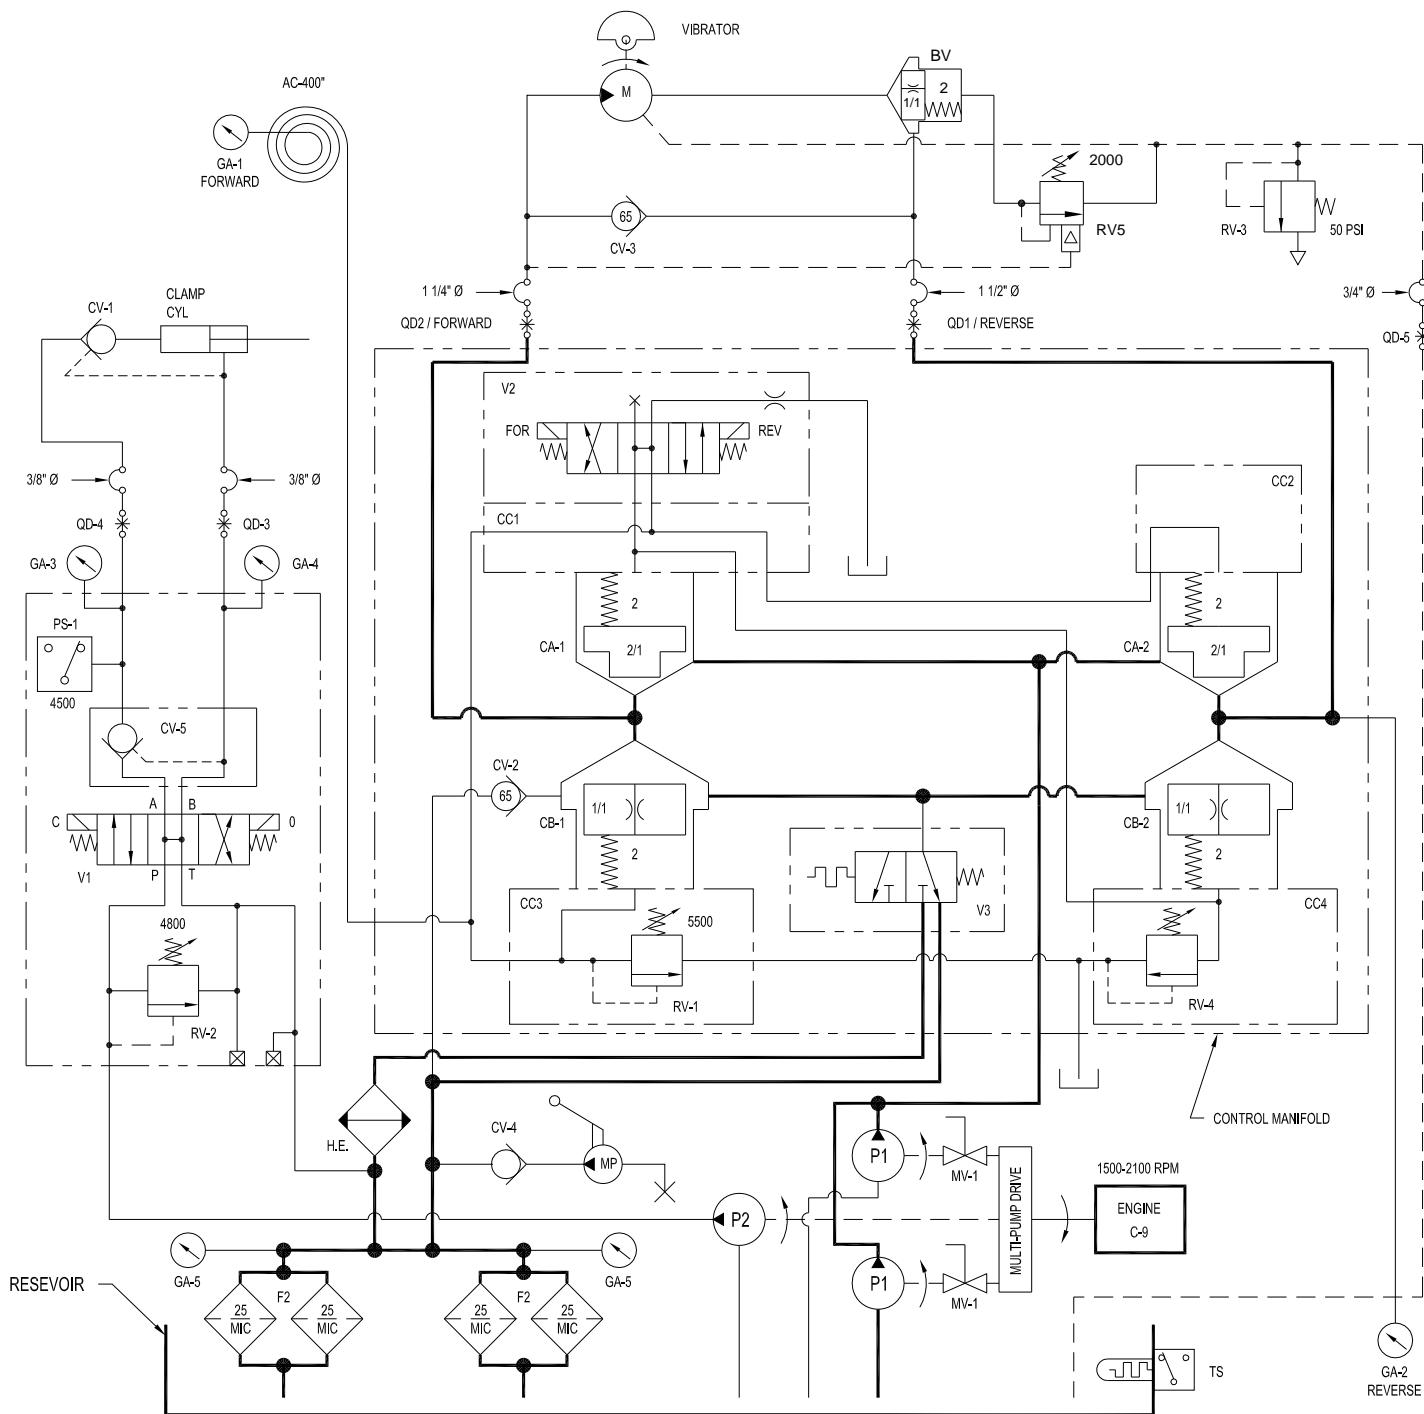 VIBRATOR
BV
AC-400"
M
2
1/1
GA-1
FORWARD
2000
65
CV-3
RV5
RV-3
50 PSI
CLAMP
CYL
CV-1
1 1/4" Ø
1 1/2" Ø
3/4" Ø
QD2 / FORWARD
QD1 / REVERSE
QD-5
V2
FOR
REV
3/8" Ø
3/8" Ø
CC2
QD-4
QD-3
CC1
GA-3
GA-4
2
2
PS-1
CA-1
2/1
CA-2
2/1
4500
CV-5
CV-2
65
A
B
1/1
1/1
C
0
CB-1
CB-2
V1
P
T
2
2
4800
CC3
5500
V3
CC4
RV-2
RV-1
RV-4
CONTROL MANIFOLD
H.E.
CV-4
MP
P1
MV-1
1500-2100 RPM
P2
MULTI-PUMP DRIVE
ENGINE
C-9
GA-5
GA-5
RESEVOIR
F2
F2
P1
MV-1
25
MIC
25
MIC
25
MIC
25
MIC
TS
GA-2
REVERSE